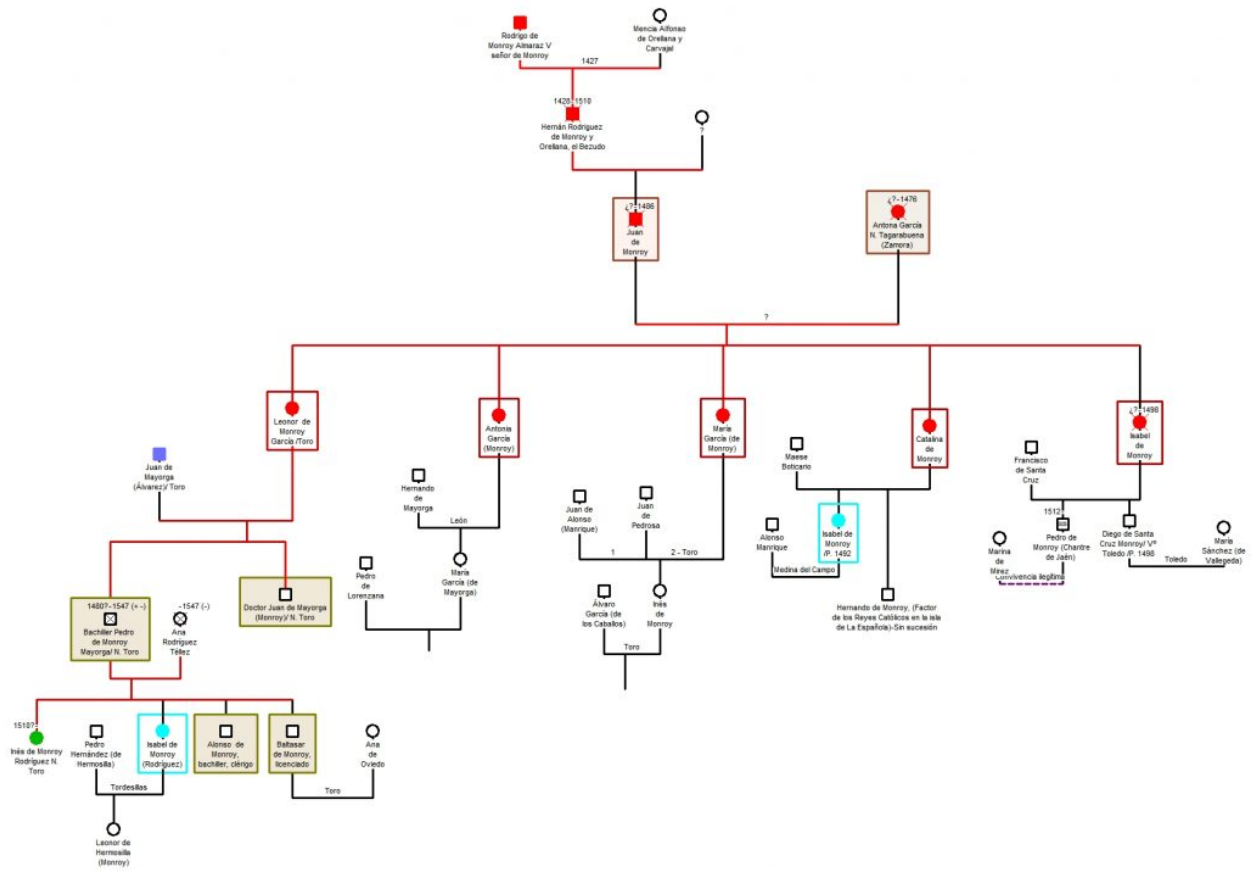 Rodrigo de
Monroy Almaraz V
señor de Monroy
Mencia Alfonso
de Orellana y
Carvajal
1427
1428-1510
Hernán Rodriguez
de Monroy y
Orellana, el Bezudo
?
¿?-1486
Juan
de
Monroy
¿?-1476
Antona García
N. Tagarabuena
(Zamora)
?
Leonor de
Monroy
García /Toro
Antonia
García
(Monroy)
María
García (de
Monroy)
Catalina
de
Monroy
¿?-1498
Isabel
de
Monroy
Juan de
Mayorga
(Álvarez)/ Toro
Hernando
de
Mayorga
León
Juan de
Alonso
(Manrique)
Juan
de
Pedrosa
1
2 - Toro
Maese
Boticario
Francisco
de Santa
Cruz
Alonso
Manrique
Isabel de
Monroy
/P. 1492
Medina del Campo
Marina
de
Mirez
1512?
Pedro de
Monroy (Chantre
de Jaén)
Convivencia ilegítima
Diego de Santa
Cruz Monroy/ Vº
Toledo /P. 1498
Toledo
María
Sánchez (de
Vallegeda)
Pedro
de
Lorenzana
María
García (de
Mayorga)
Álvaro
García (de
los Caballos)
Inés
de
Monroy
Toro
Hernando de Monroy, (Factor
de los Reyes Católicos en la isla
de La Española)-Sin sucesión
1480?-1547 (+ -)
Bachiller Pedro
de Monroy
Mayorga/ N. Toro
-1547 (-)
Ana
Rodríguez
Téllez
Doctor Juan de Mayorga
(Monroy)/ N. Toro
1510?-
Inés de Monroy
Rodríguez N.
Toro
Pedro
Hernández (de
Hermosilla)
Isabel de
Monroy
(Rodríguez)
Alonso de
Monroy,
bachiller, clérigo
Baltasar
de Monroy,
licenciado
Ana
de
Oviedo
Tordesillas
Toro
Leonor de
Hermosilla
(Monroy)